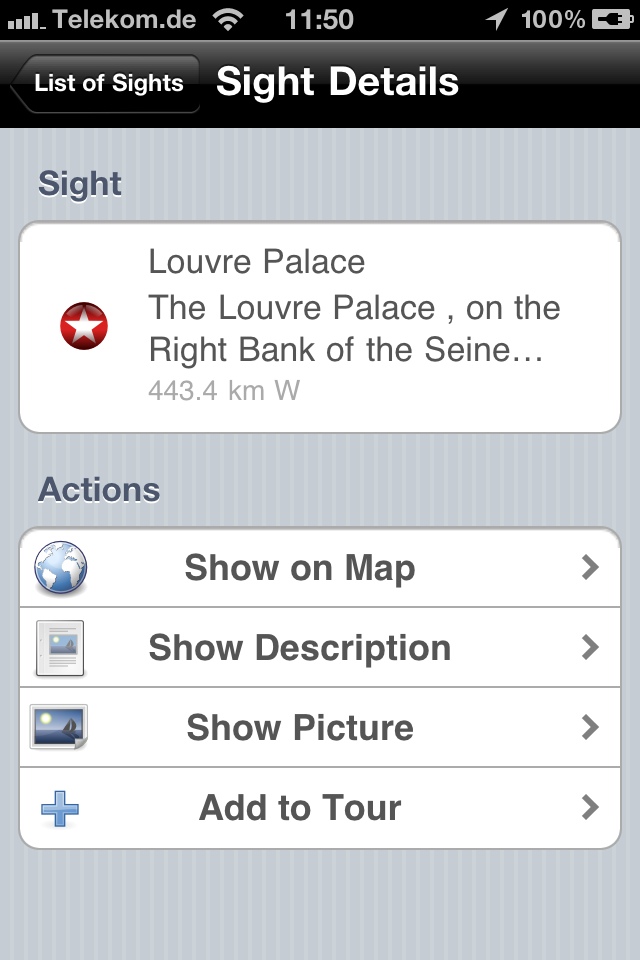 Telekom.de 11:50 100%
List of Sights Sight Details
Sight
Louvre Palace
The Louvre Palace , on the
Right Bank of the Seine…
443.4 km W
Actions
Show on Map
Show Description
Show Picture
Add to Tour